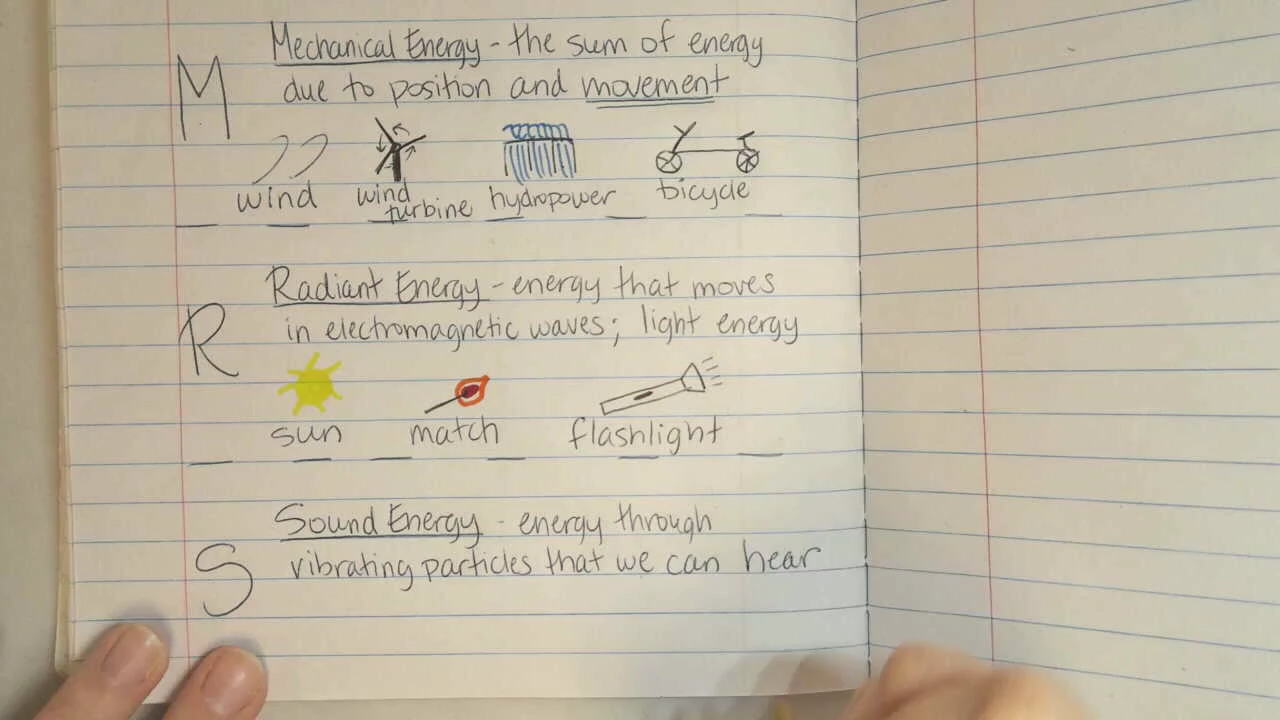 M
Mechanical Energy - the sum of energy
due to position and movement
wind wind turbine hydropower bicycle
R
Radiant Energy - energy that moves
in electromagnetic waves; light energy
sun match flashlight
S
Sound Energy - energy through
vibrating particles that we can hear